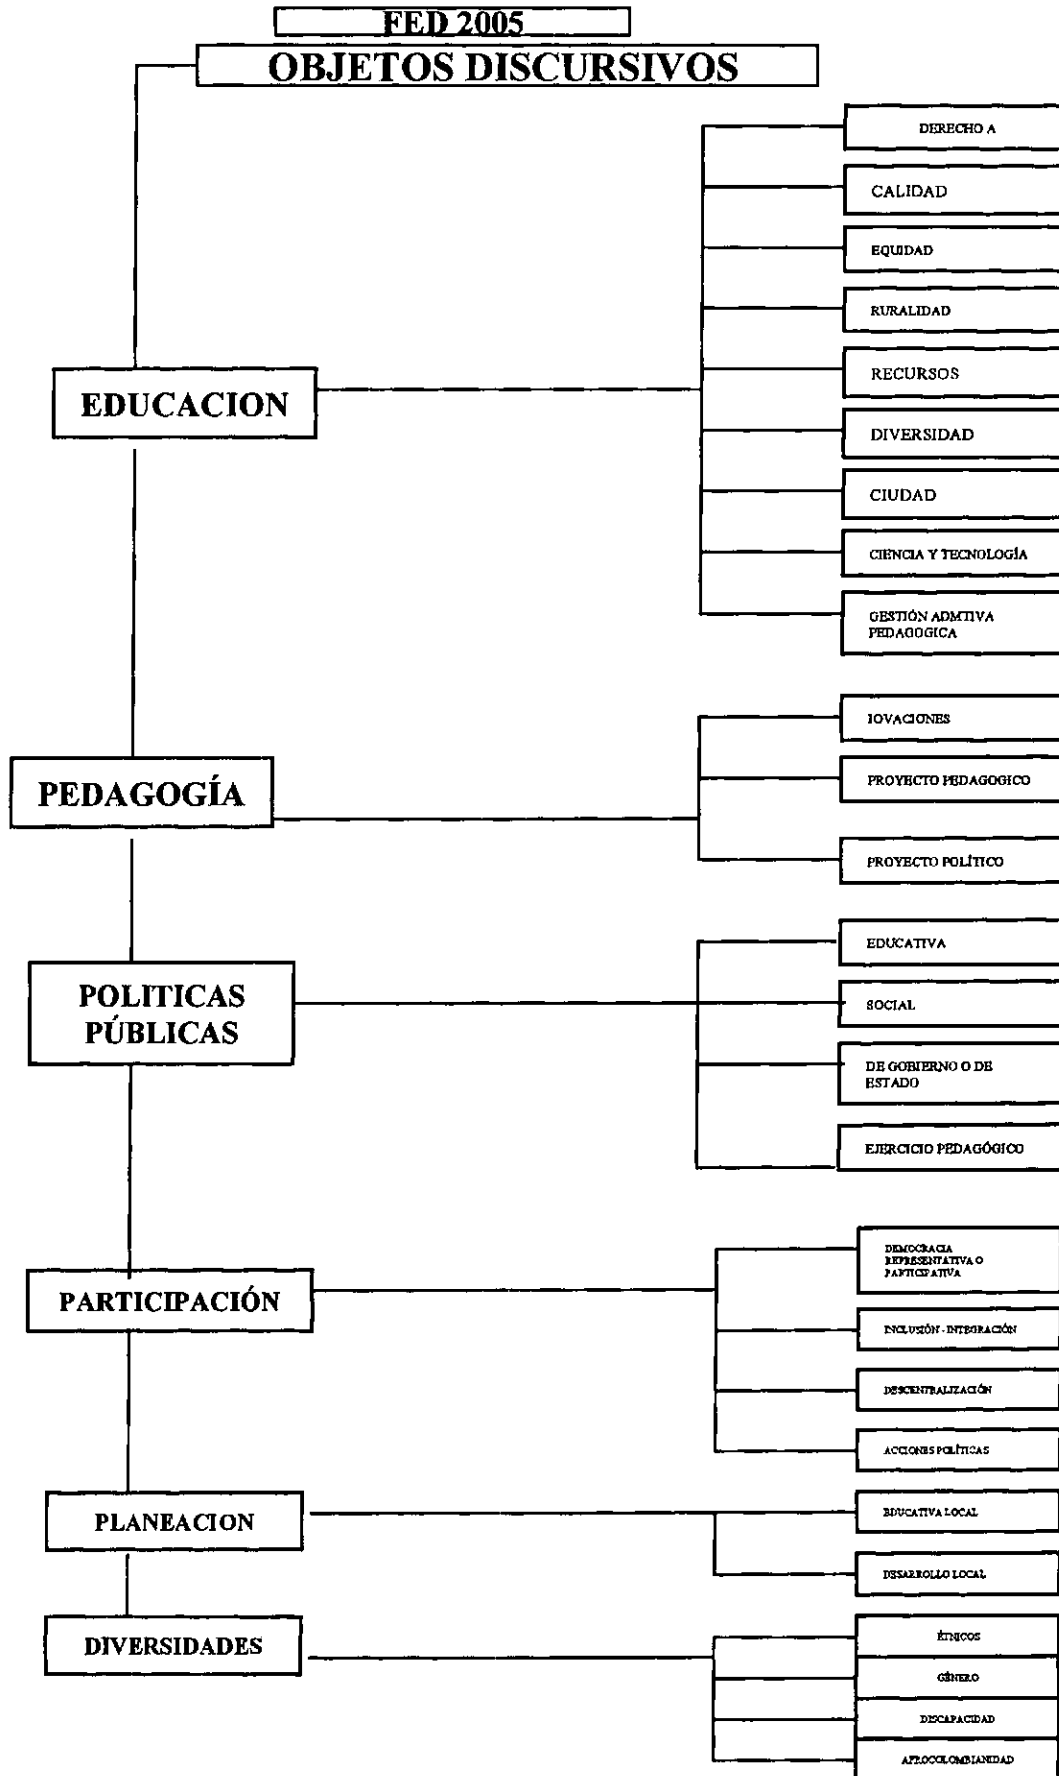 FED 2005
OBJETOS DISCURSIVOS
EDUCACION
DERECHO A
CALIDAD
EQUIDAD
RURALIDAD
RECURSOS
DIVERSIDAD
CIUDAD
CIENCIA Y TECNOLOGÍA
GESTIÓN ADMTIVA
PEDAGOGICA
PEDAGOGÍA
IOVACIONES
PROYECTO PEDAGOGICO
PROYECTO POLÍTICO
POLITICAS
PÚBLICAS
EDUCATIVA
SOCIAL
DE GOBIERNO O DE
ESTADO
EJERCICIO PEDAGÓGICO
PARTICIPACIÓN
DEMOCRACIA
REPRESENTATIVA O
PARTICIPATIVA
INCLUSIÓN - INTEGRACIÓN
DESCENTRALIZACIÓN
ACCIONES POLÍTICAS
PLANEACION
EDUCATIVA LOCAL
DESARROLLO LOCAL
DIVERSIDADES
ÉTNICOS
GÉNERO
DISCAPACIDAD
AFROCOLOMBIANIDAD